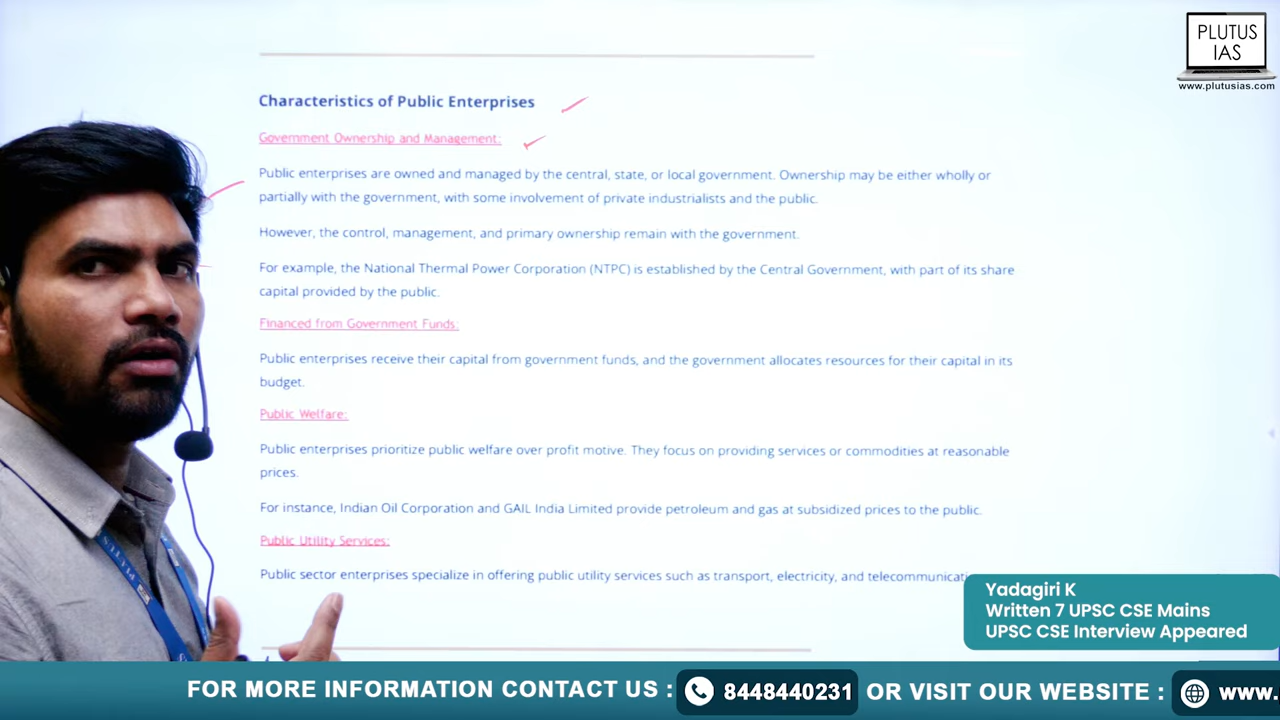 PLUTUS
IAS
www.plutusias.com
Characteristics of Public Enterprises
Government Ownership and Management:
Public enterprises are owned and managed by the central, state, or local government. Ownership may be either wholly or
partially with the government, with some involvement of private industrialists and the public.
However, the control, management, and primary ownership remain with the government.
For example, the National Thermal Power Corporation (NTPC) is established by the Central Government, with part of its share
capital provided by the public.
Financed from Government Funds:
Public enterprises receive their capital from government funds, and the government allocates resources for their capital in its
budget.
Public Welfare:
Public enterprises prioritize public welfare over profit motive. They focus on providing services or commodities at reasonable
prices.
For instance, Indian Oil Corporation and GAIL India Limited provide petroleum and gas at subsidized prices to the public.
Public Utility Services:
Public sector enterprises specialize in offering public utility services such as transport, electricity, and telecommunicati
Yadagiri K
Written 7 UPSC CSE Mains
UPSC CSE Interview Appeared
FOR MORE INFORMATION CONTACT US : 8448440231 OR VISIT OUR WEBSITE : www.